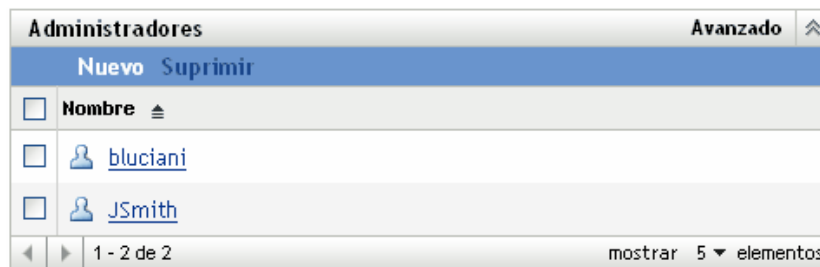 Administradores Avanzado
Nuevo Suprimir
Nombre
bluciani
JSmith
1 - 2 de 2 mostrar 5 elementos